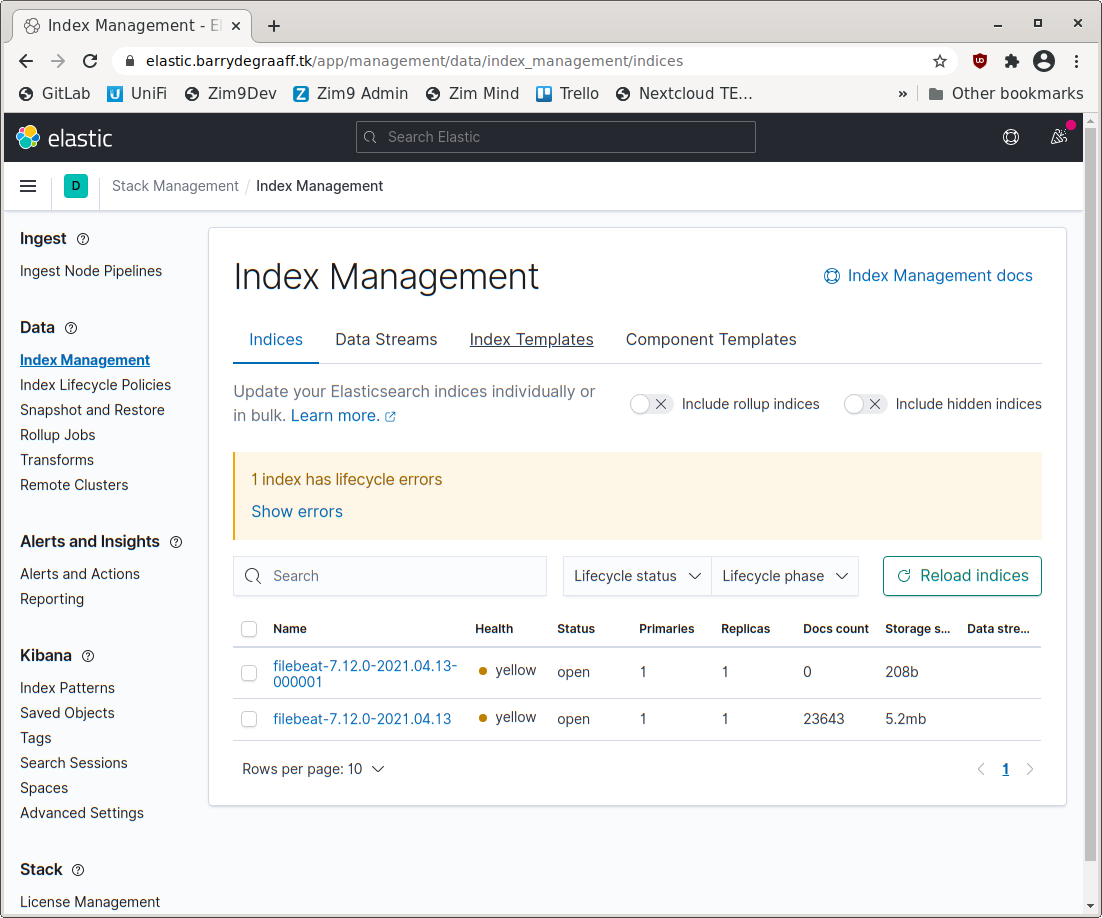 Index Management - El
elastic.barrydegraaff.tk/app/management/data/index_management/indices
GitLab UniFi Zim9Dev Zim9 Admin Zim Mind Trello Nextcloud TE... » Other bookmarks
elastic Search Elastic
D Stack Management / Index Management
Ingest
Ingest Node Pipelines
Data
Index Management
Index Lifecycle Policies
Snapshot and Restore
Rollup Jobs
Transforms
Remote Clusters
Alerts and Insights
Alerts and Actions
Reporting
Kibana
Index Patterns
Saved Objects
Tags
Search Sessions
Spaces
Advanced Settings
Stack
License Management
Index Management
Index Management docs
Indices Data Streams Index Templates Component Templates
Update your Elasticsearch indices individually or
in bulk. Learn more.
Include rollup indices Include hidden indices
1 index has lifecycle errors
Show errors
Search Lifecycle status Lifecycle phase Reload indices
Name Health Status Primaries Replicas Docs count Storage s... Data stre...
filebeat-7.12.0-2021.04.13-
000001 yellow open 1 1 0 208b
filebeat-7.12.0-2021.04.13 yellow open 1 1 23643 5.2mb
Rows per page: 10 1